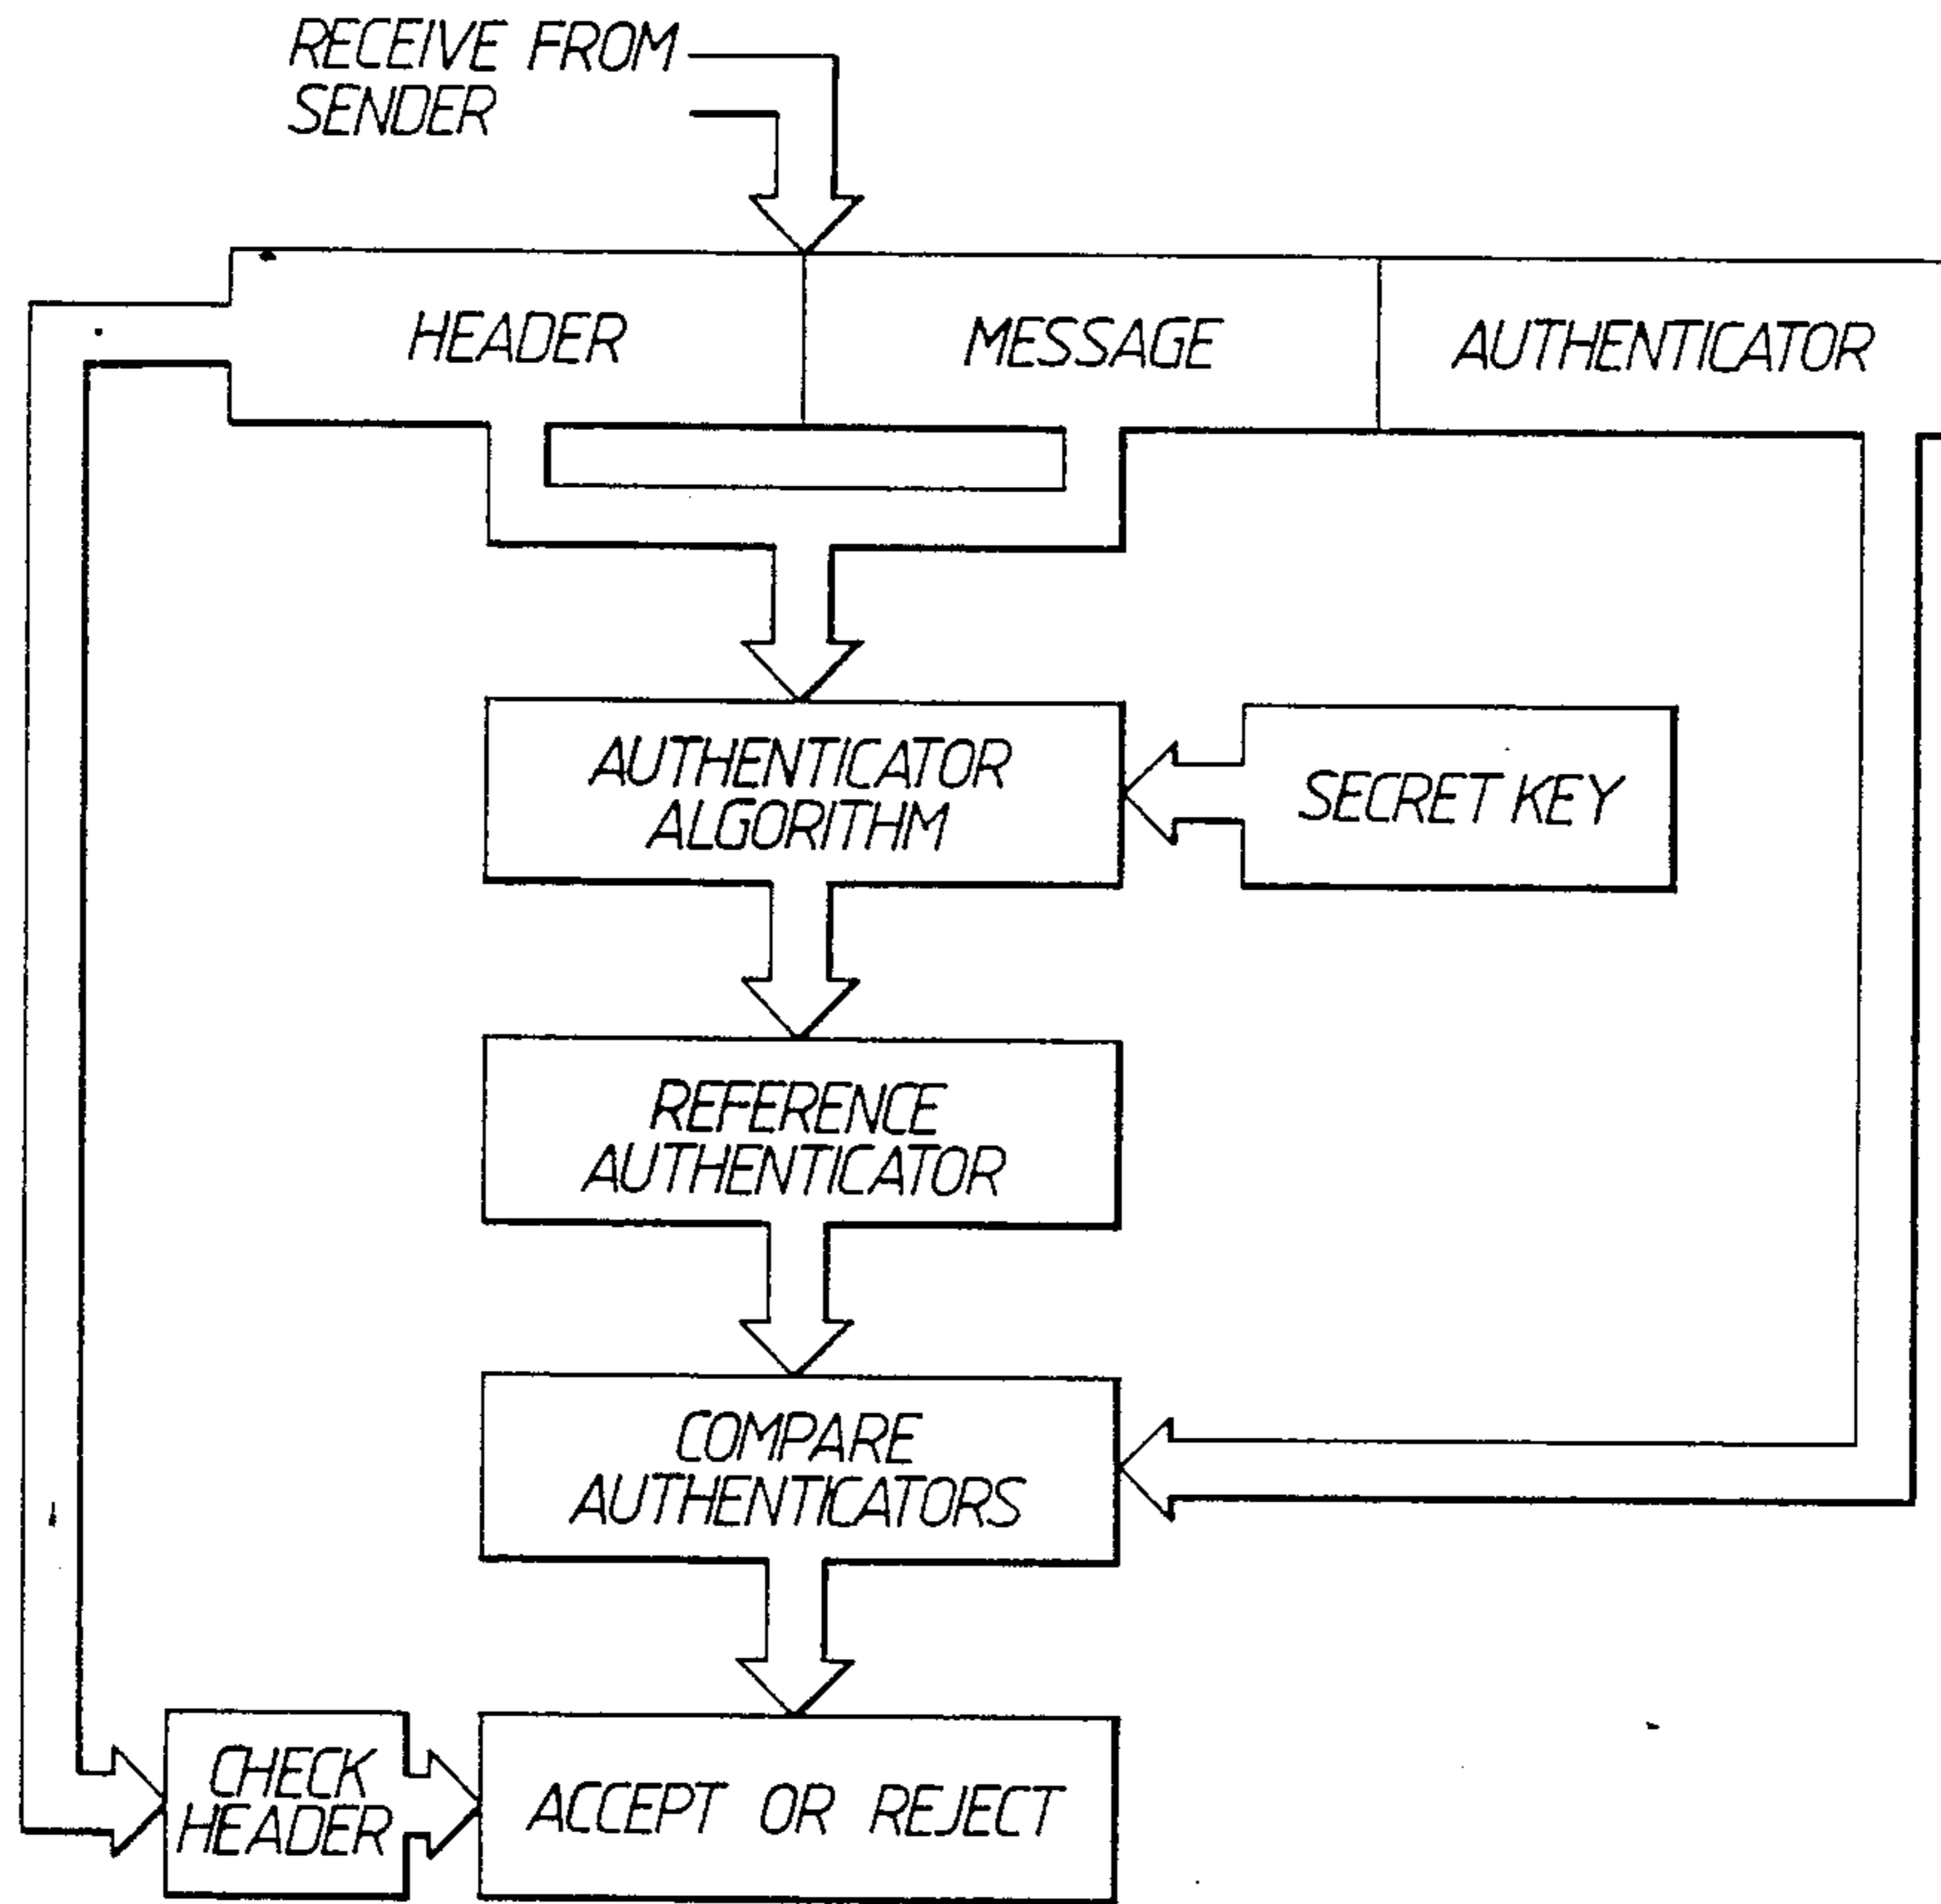 RECEIVE FROM
SENDER
HEADER
MESSAGE
AUTHENTICATOR
AUTHENTICATOR
ALGORITHM
SECRET KEY
REFERENCE
AUTHENTICATOR
COMPARE
AUTHENTICATORS
CHECK
HEADER
ACCEPT OR REJECT